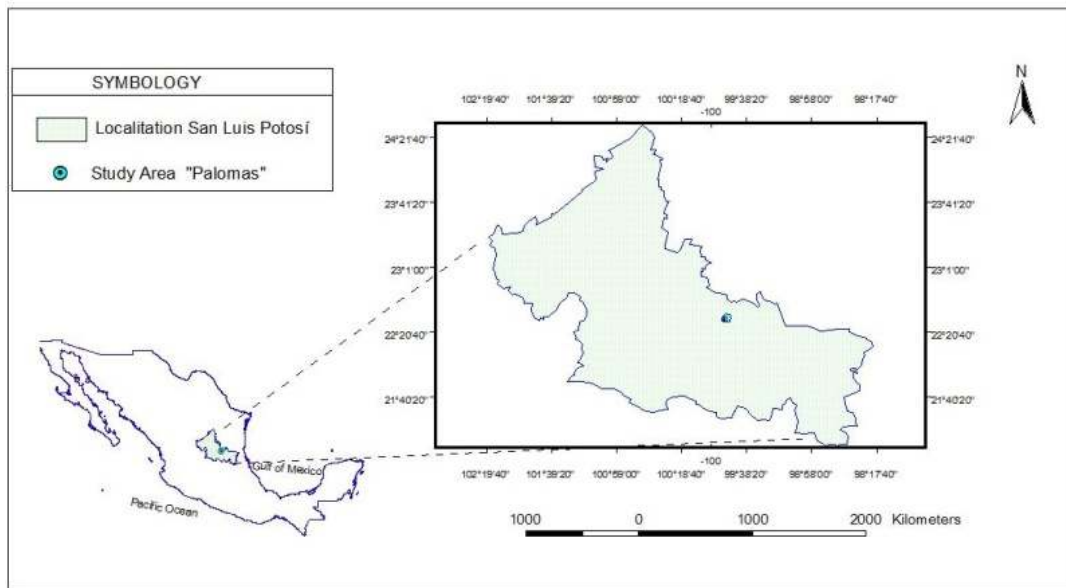 SYMBOLOGY
Localitation San Luis Potosí
Study Area "Palomas"
N
102°19'40" 101°39'20" 100°59'00" 100°18'40" 99°38'20" 98°58'00" 98°17'40"
-100
24°21'40" 24°21'40"
23°41'20" 23°41'20"
23°1'00" 23°1'00"
22°20'40" 22°20'40"
21°40'20" 21°40'20"
-100
102°19'40" 101°39'20" 100°59'00" 100°18'40" 99°38'20" 98°58'00" 98°17'40"
Gulf of Mexico
Pacific Ocean
1000 0 1000 2000 Kilometers